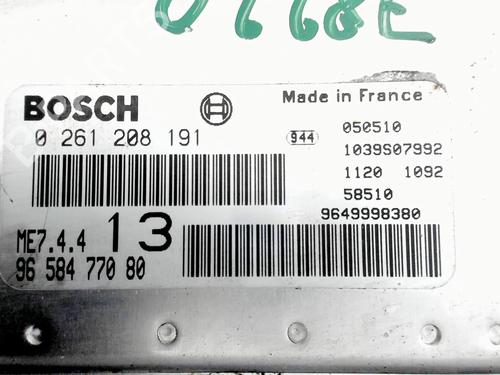 0668E
BOSCH
Made in France
0 261 208 191
944
050510
1039S07992
1120 1092
58510
9649998380
ME7.4.4 13
96 584 770 80